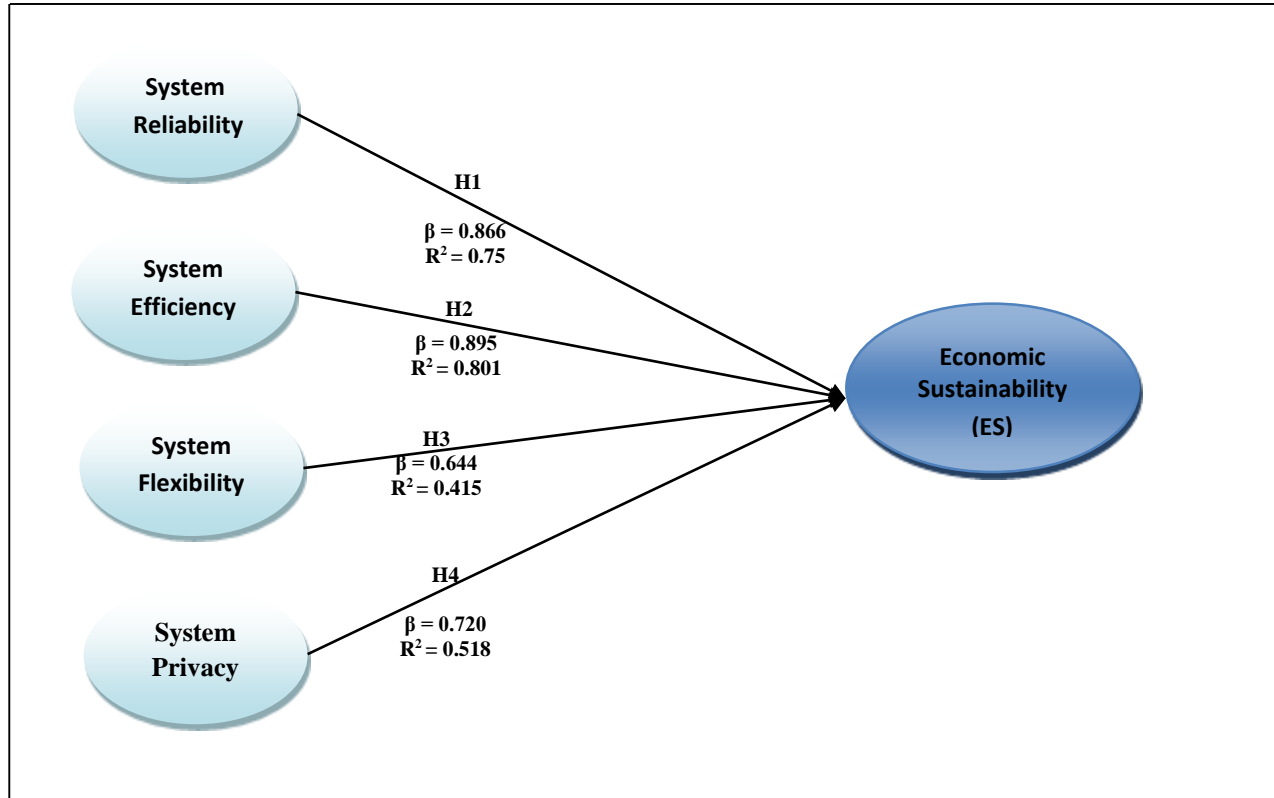 System
Reliability
H1
β = 0.866
R² = 0.75
System
Efficiency
H2
β = 0.895
R² = 0.801
System
Flexibility
H3
β = 0.644
R² = 0.415
System
Privacy
H4
β = 0.720
R² = 0.518
Economic
Sustainability
(ES)